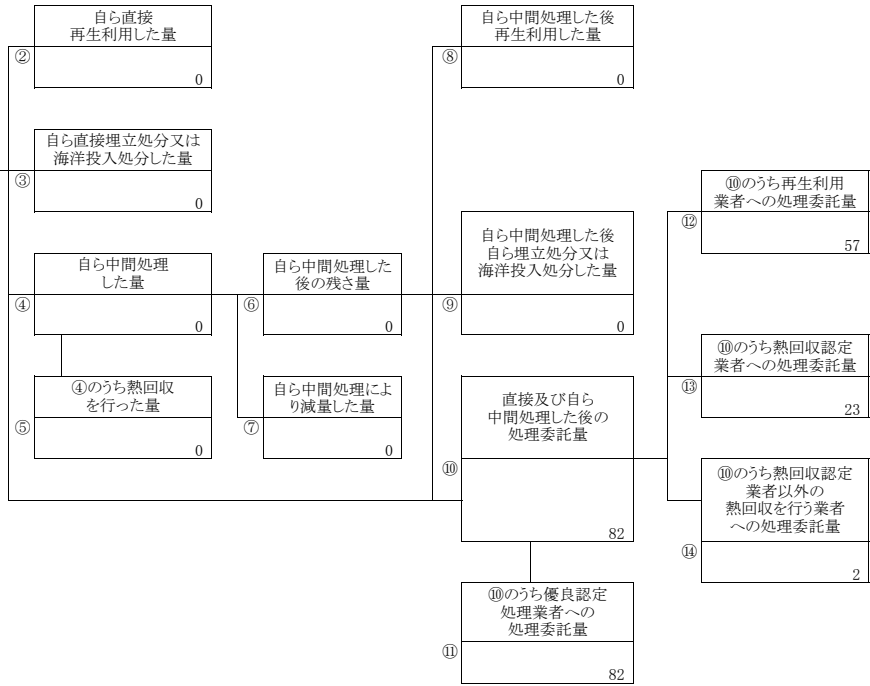 自ら直接
再生利用した量
②
0
自ら直接埋立処分又は
海洋投入処分した量
③
0
自ら中間処理
した量
④
0
④のうち熱回収
を行った量
⑤
0
自ら中間処理した
後の残さ量
⑥
0
自ら中間処理によ
り減量した量
⑦
0
自ら中間処理した後
再生利用した量
⑧
0
自ら中間処理した後
自ら埋立処分又は
海洋投入処分した量
⑨
0
直接及び自ら
中間処理した後の
処理委託量
⑩
82
⑩のうち優良認定
処理業者への
処理委託量
⑪
82
⑩のうち再生利用
業者への処理委託量
⑫
57
⑩のうち熱回収認定
業者への処理委託量
⑬
23
⑩のうち熱回収認定
業者以外の
熱回収を行う業者
への処理委託量
⑭
2